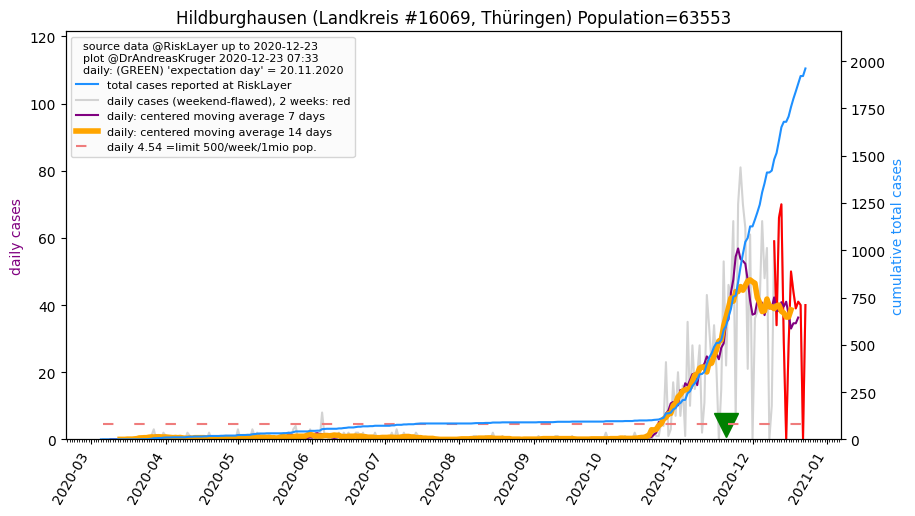 Hildburghausen (Landkreis #16069, Thüringen) Population=63553
source data @RiskLayer up to 2020-12-23
plot @DrAndreasKruger 2020-12-23 07:33
daily: (GREEN) 'expectation day' = 20.11.2020
total cases reported at RiskLayer
daily cases (weekend-flawed), 2 weeks: red
daily: centered moving average 7 days
daily: centered moving average 14 days
daily 4.54 =limit 500/week/1mio pop.
daily cases
120
100
80
60
40
20
0
cumulative total cases
2000
1750
1500
1250
1000
750
500
250
0
2020-03
2020-04
2020-05
2020-06
2020-07
2020-08
2020-09
2020-10
2020-11
2020-12
2021-01